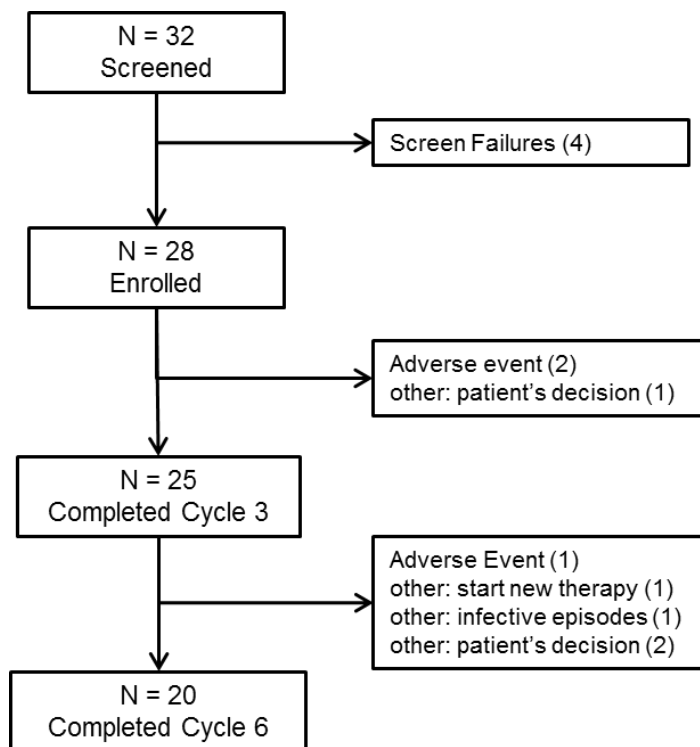 N = 32
Screened
Screen Failures (4)
N = 28
Enrolled
Adverse event (2)
other: patient's decision (1)
N = 25
Completed Cycle 3
Adverse Event (1)
other: start new therapy (1)
other: infective episodes (1)
other: patient's decision (2)
N = 20
Completed Cycle 6